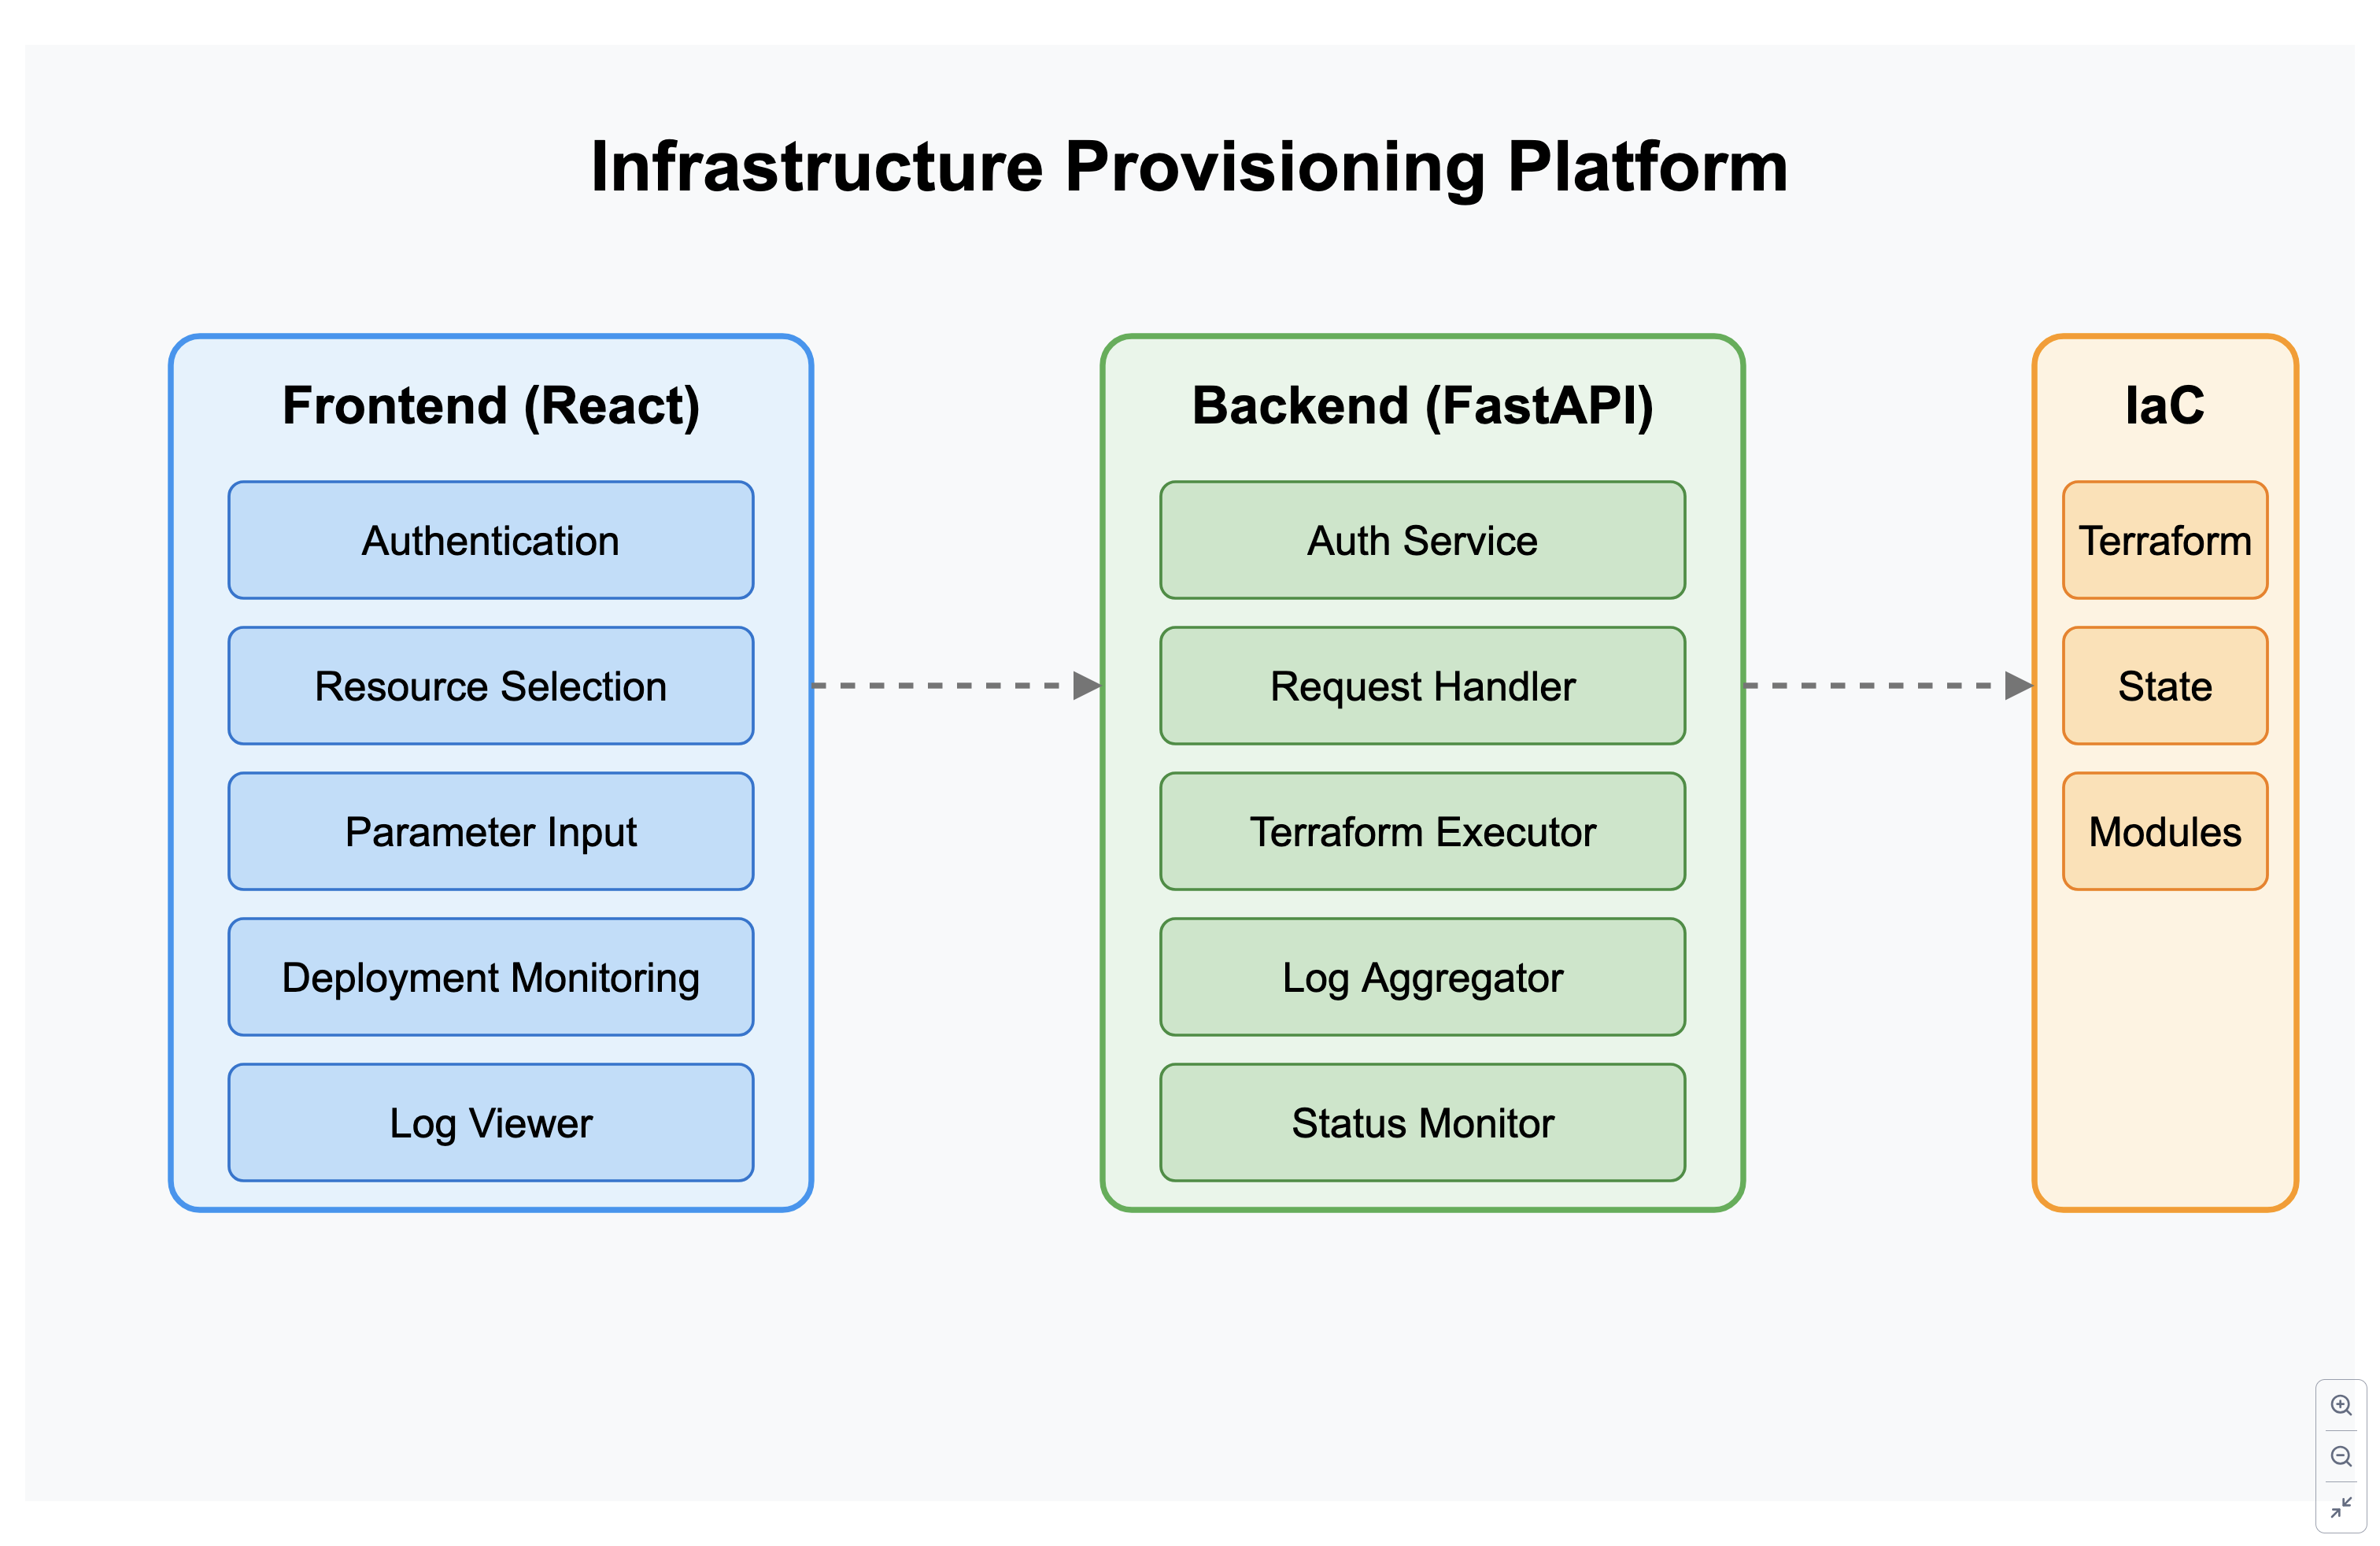 Infrastructure Provisioning Platform
Frontend (React)
Authentication
Resource Selection
Parameter Input
Deployment Monitoring
Log Viewer
Backend (FastAPI)
Auth Service
Request Handler
Terraform Executor
Log Aggregator
Status Monitor
IaC
Terraform
State
Modules